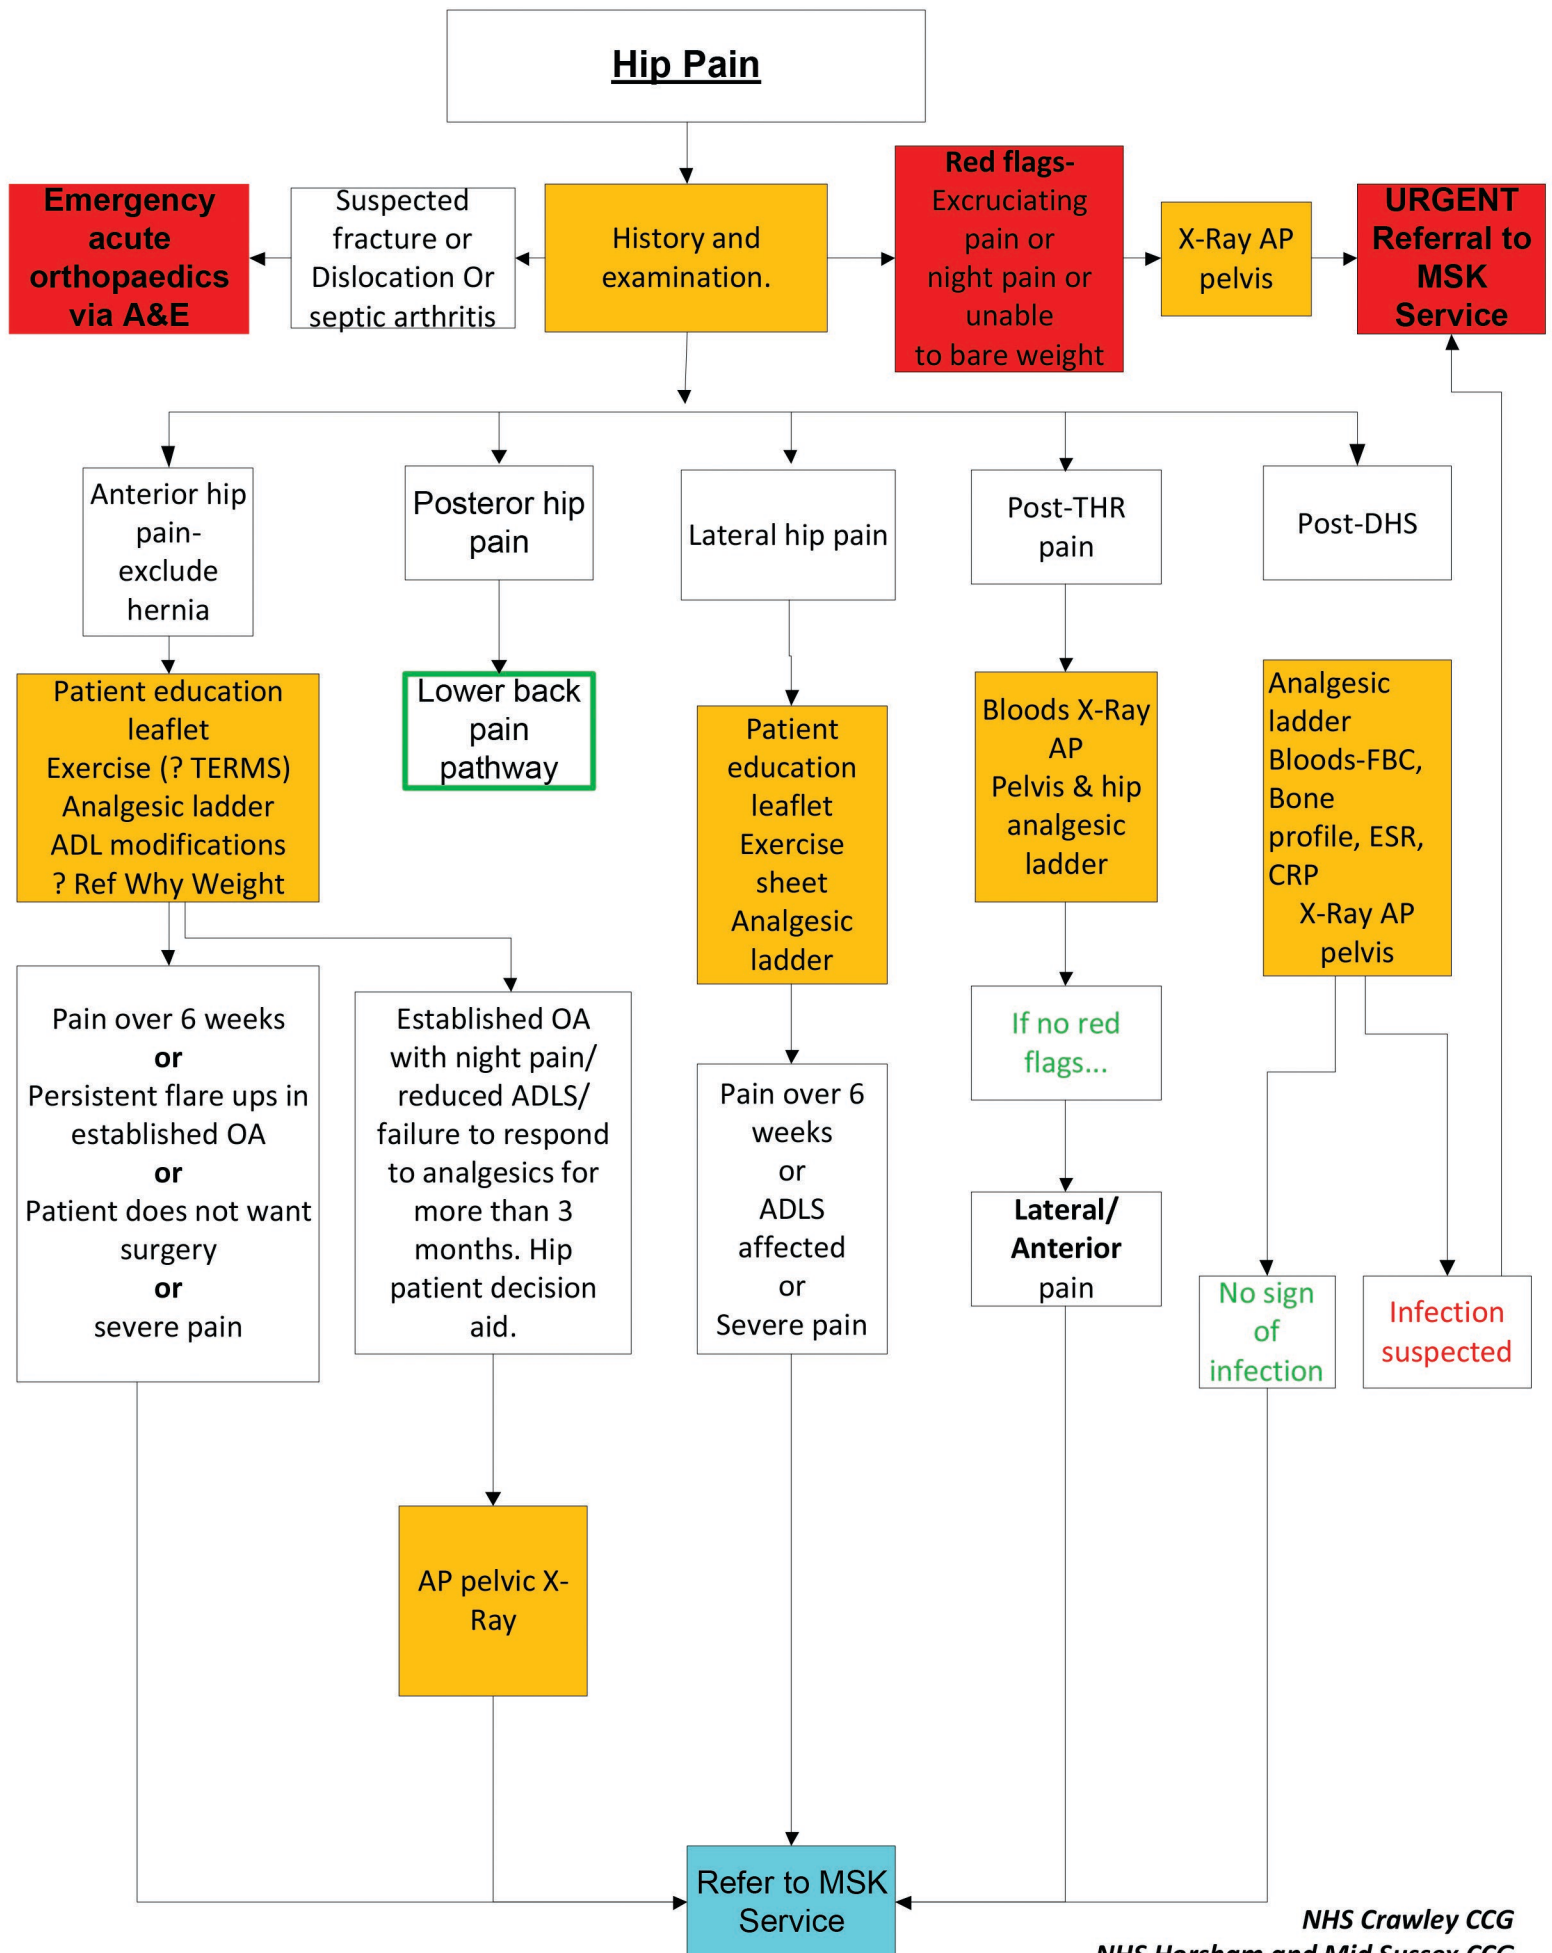 Hip Pain
Emergency
acute
orthopaedics
via A&E
Suspected
fracture or
Dislocation Or
septic arthritis
History and
examination.
Red flags-
Excruciating
pain or
night pain or
unable
to bare weight
X-Ray AP
pelvis
URGENT
Referral to
MSK
Service
Anterior hip
pain-
exclude
hernia
Posteror hip
pain
Lateral hip pain
Post-THR
pain
Post-DHS
Patient education
leaflet
Exercise (? TERMS)
Analgesic ladder
ADL modifications
? Ref Why Weight
Lower back
pain
pathway
Patient
education
leaflet
Exercise
sheet
Analgesic
ladder
Bloods X-Ray
AP
Pelvis & hip
analgesic
ladder
Analgesic
ladder
Bloods-FBC,
Bone
profile, ESR,
CRP
X-Ray AP
pelvis
Pain over 6 weeks
or
Persistent flare ups in
established OA
or
Patient does not want
surgery
or
severe pain
Established OA
with night pain/
reduced ADLS/
failure to respond
to analgesics for
more than 3
months. Hip
patient decision
aid.
Pain over 6
weeks
or
ADLS
affected
or
Severe pain
If no red
flags...
Lateral/
Anterior
pain
No sign
of
infection
Infection
suspected
AP pelvic X-
Ray
Refer to MSK
Service
NHS Crawley CCG
NHS Horsham and Mid Sussex CCG